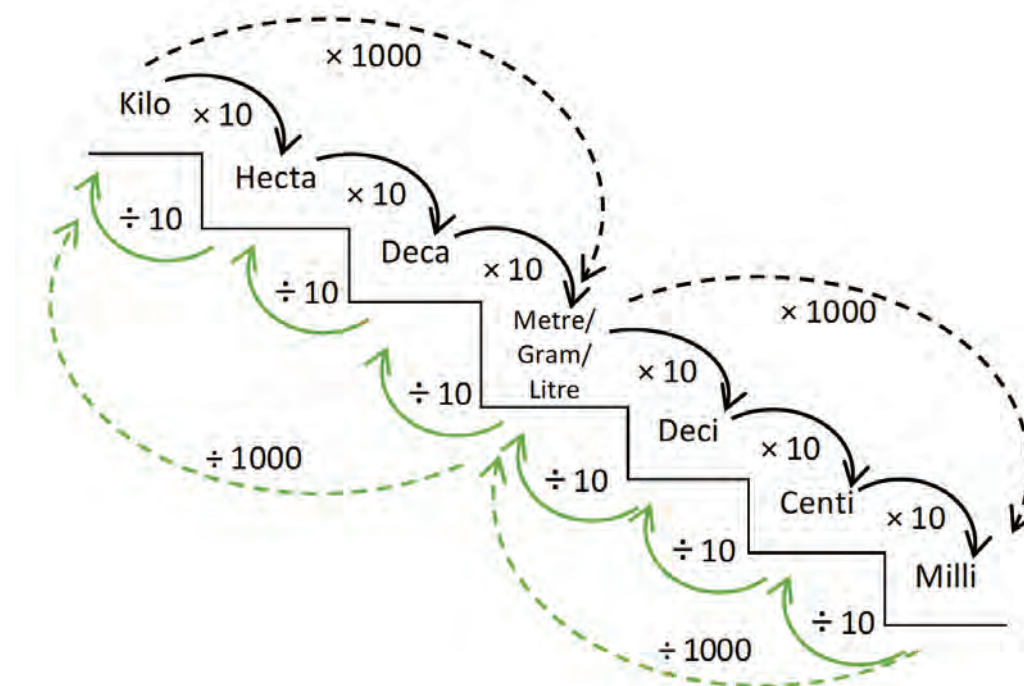 × 1000
Kilo
× 10
Hecta
× 10
÷ 10
Deca
× 10
÷ 10
Metre/
Gram/
Litre
× 1000
× 10
÷ 10
Deci
× 10
÷ 1000
÷ 10
Centi
× 10
÷ 10
Milli
÷ 10
÷ 1000